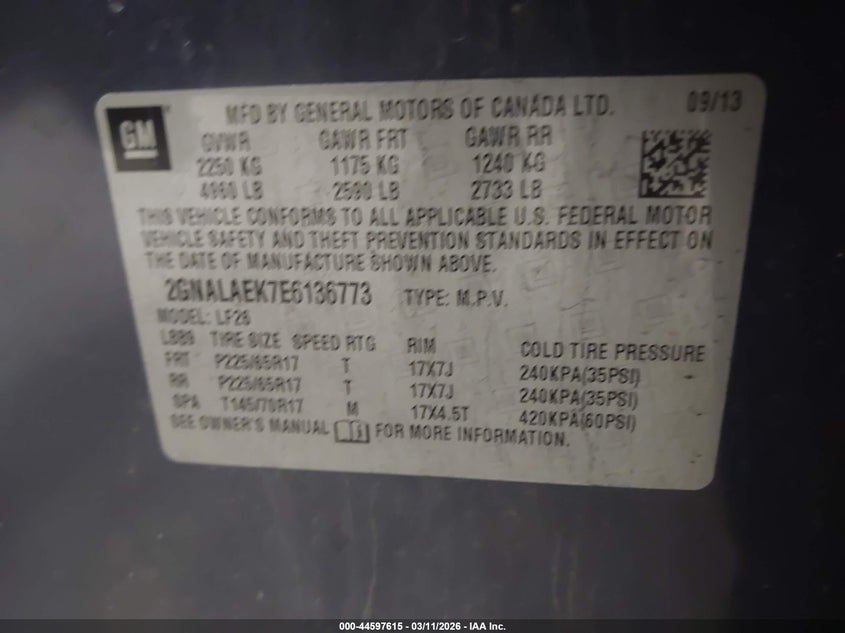 GM
MFD BY GENERAL MOTORS OF CANADA LTD. 09/13
GVWR GAWR FRT GAWR RR
2250 KG 1175 KG 1240 KG
4960 LB 2590 LB 2733 LB
THIS VEHICLE CONFORMS TO ALL APPLICABLE U.S. FEDERAL MOTOR
VEHICLE SAFETY AND THEFT PREVENTION STANDARDS IN EFFECT ON
THE DATE OF MANUFACTURE SHOWN ABOVE.
2GNALAEK7E6136773 TYPE: M.P.V.
MODEL: LF26
TIRE SIZE SPEED RTG RIM COLD TIRE PRESSURE
FRT P225/65R17 T 17X7J 240KPA(35PSI)
RR P225/65R17 T 17X7J 240KPA(35PSI)
SPA T145/70R17 M 17X4.5T 420KPA(60PSI)
SEE OWNER'S MANUAL FOR MORE INFORMATION.
000-44597615 - 03/11/2026 - IAA Inc.